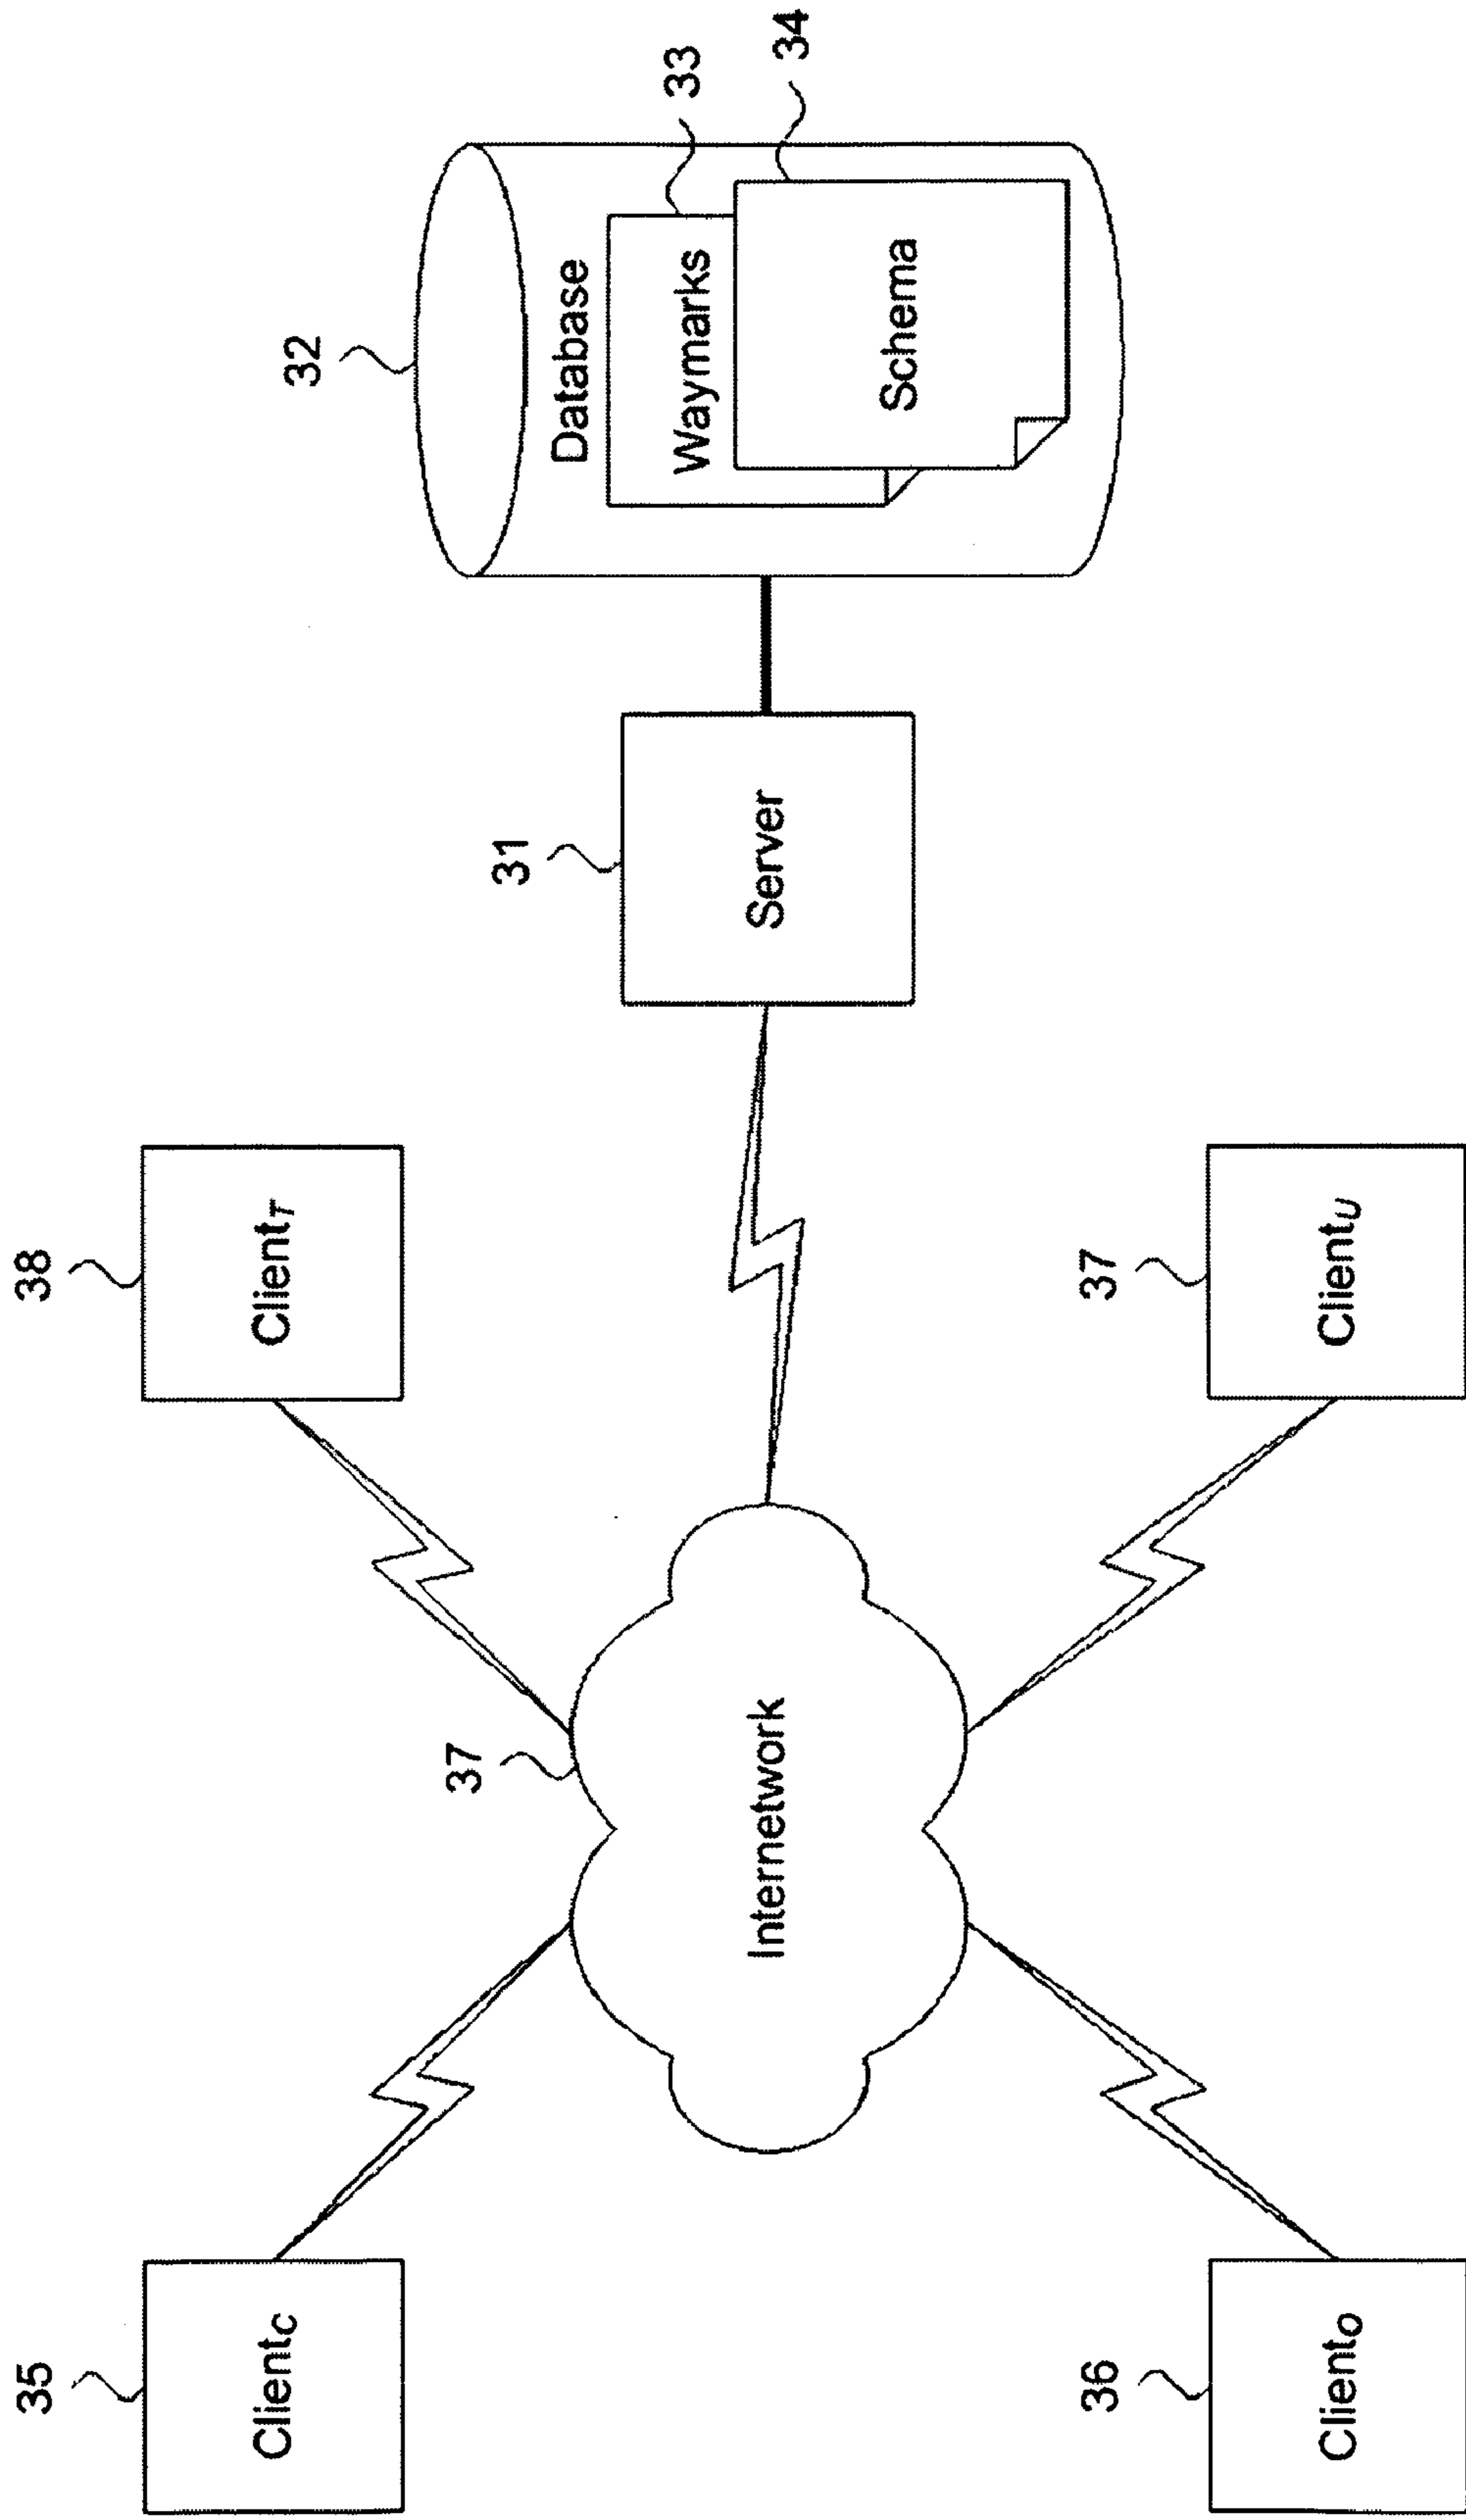 35
38
Client_C
Client_T
32
37
31
Database
33
Waymarks
Internetwork
Server
34
Schema
36
37
Client_O
Client_U